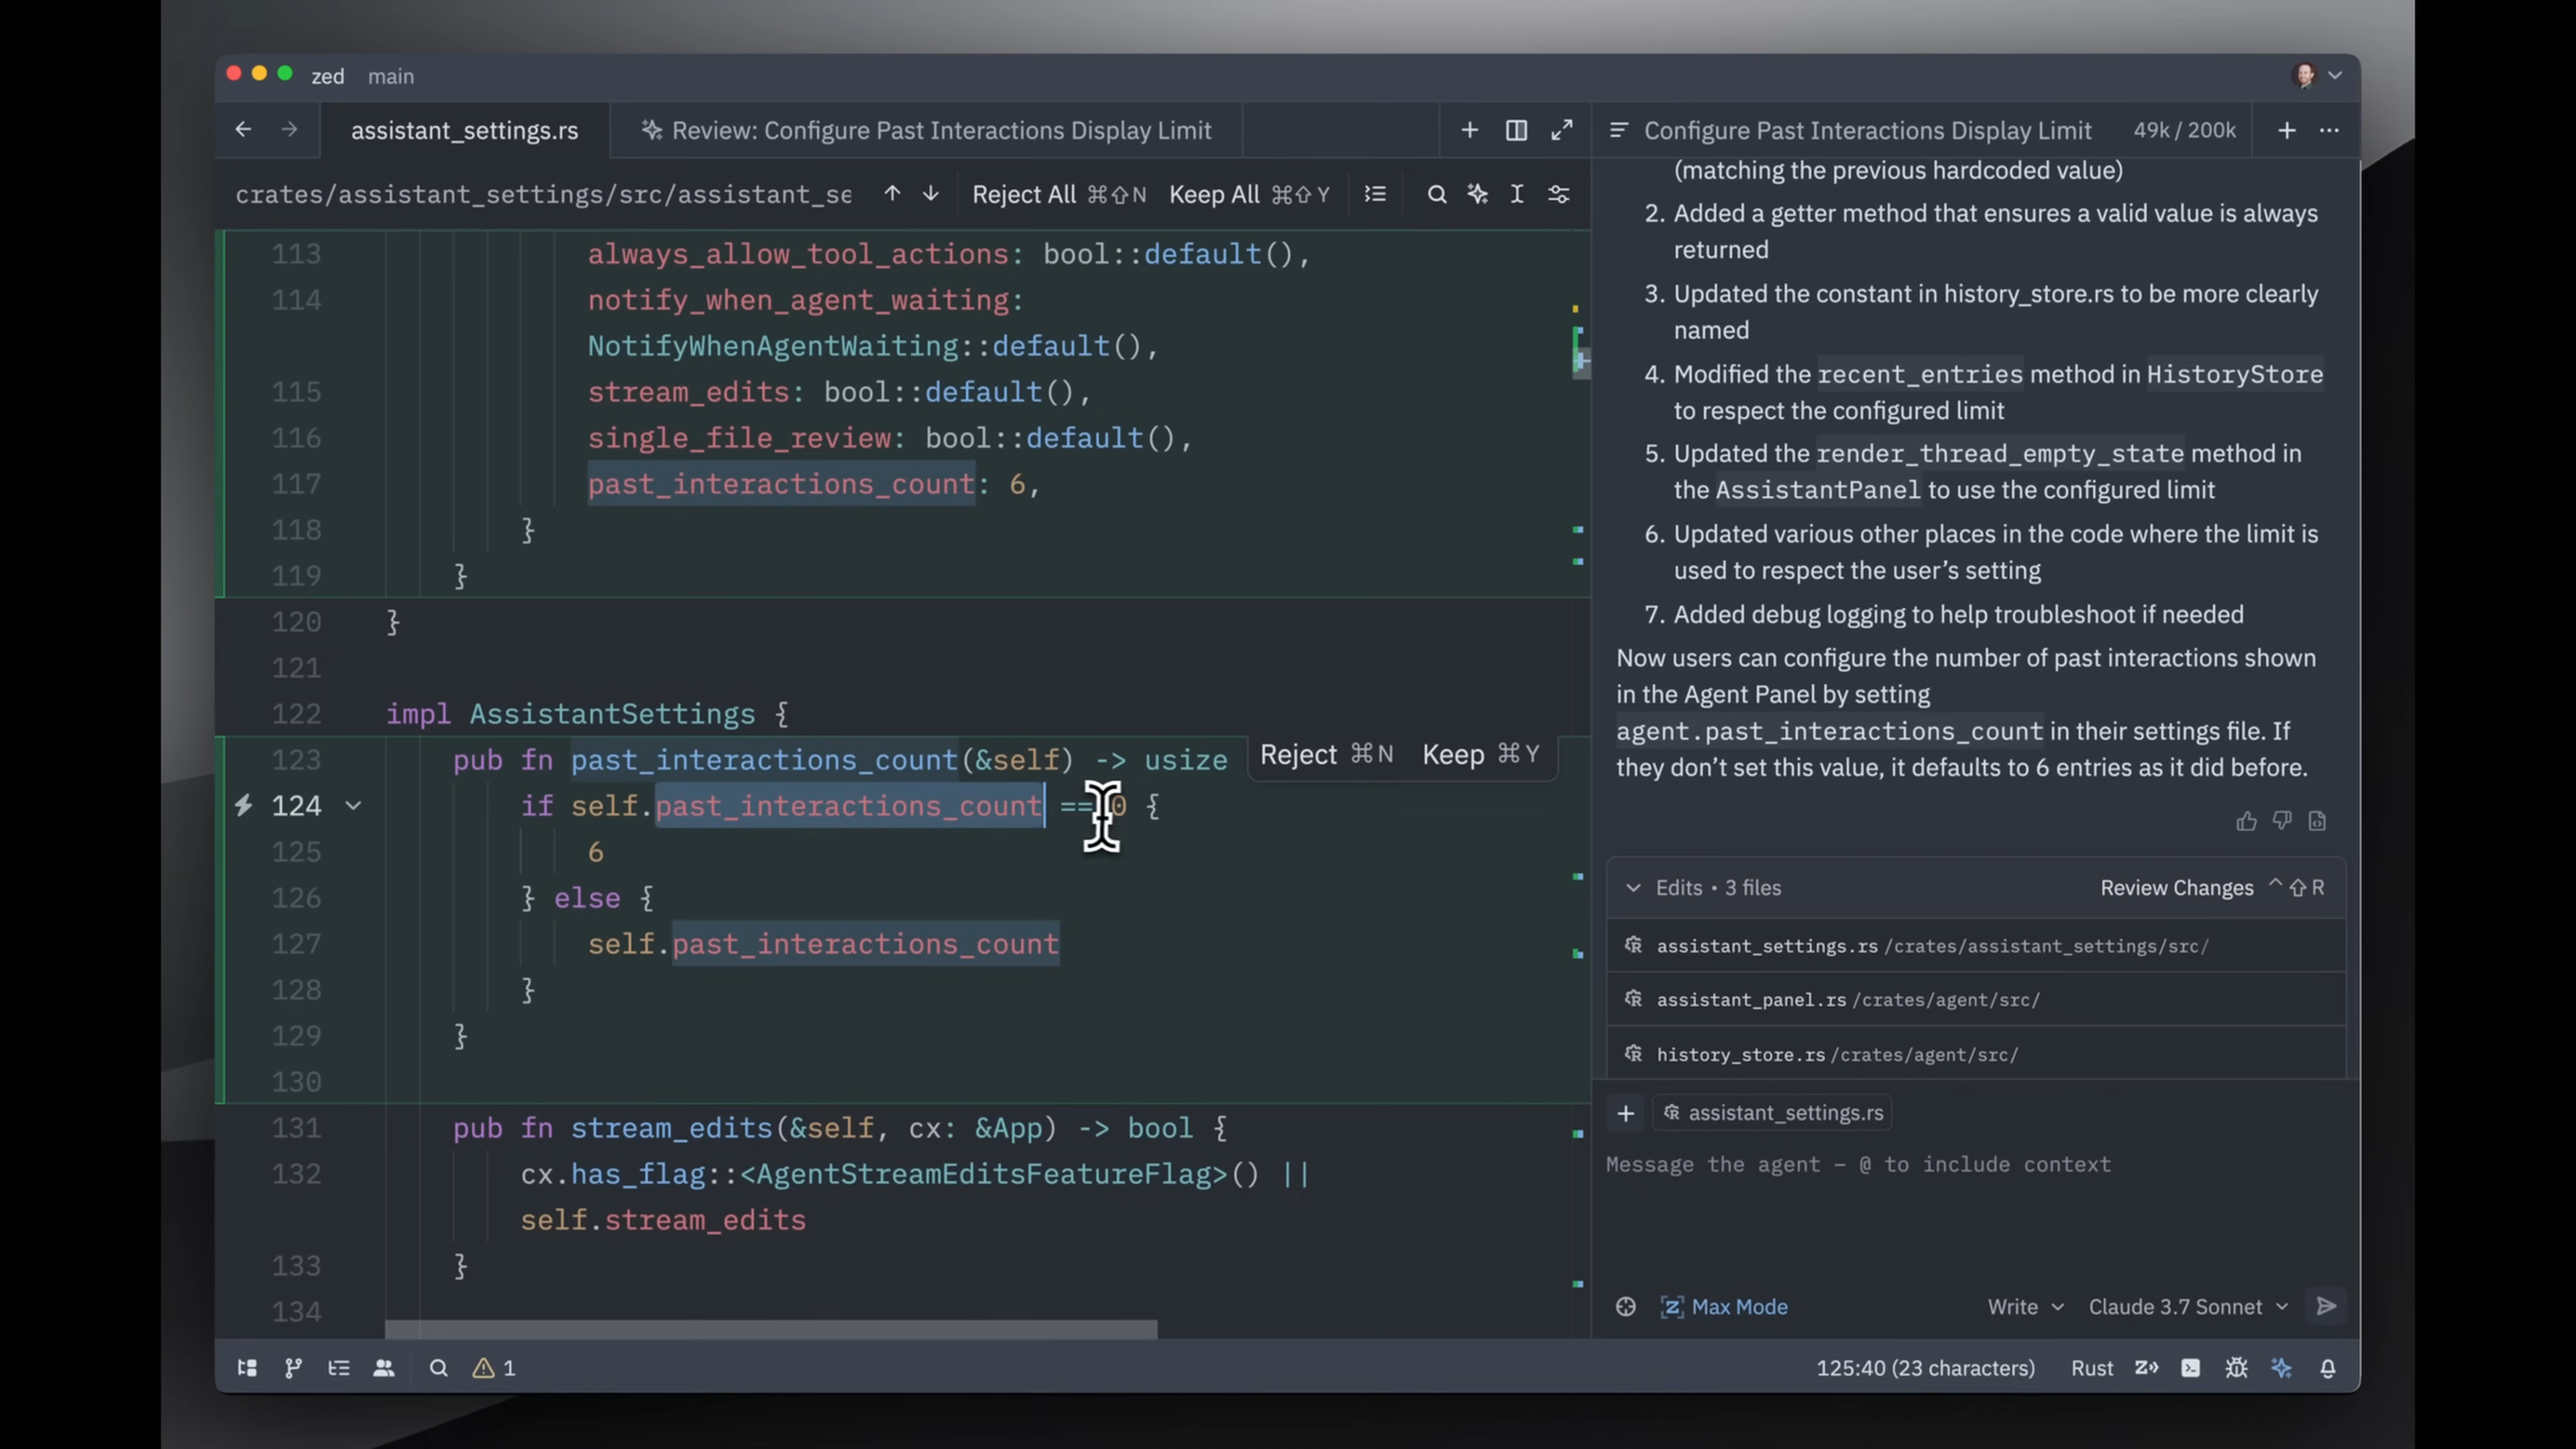 zed main
assistant_settings.rs
Review: Configure Past Interactions Display Limit
Configure Past Interactions Display Limit 49k / 200k
crates/assistant_settings/src/assistant_se
Reject All ⌘⇧N Keep All ⌘⇧Y
113 always_allow_tool_actions: bool::default(),
114 notify_when_agent_waiting:
NotifyWhenAgentWaiting::default(),
115 stream_edits: bool::default(),
116 single_file_review: bool::default(),
117 past_interactions_count: 6,
118 }
119 }
120 }
121
122 impl AssistantSettings {
123 pub fn past_interactions_count(&self) -> usize
Reject ⌘N Keep ⌘Y
124 if self.past_interactions_count == 0 {
125 6
126 } else {
127 self.past_interactions_count
128 }
129 }
130
131 pub fn stream_edits(&self, cx: &App) -> bool {
132 cx.has_flag::<AgentStreamEditsFeatureFlag>() ||
self.stream_edits
133 }
134
(matching the previous hardcoded value)
2. Added a getter method that ensures a valid value is always
returned
3. Updated the constant in history_store.rs to be more clearly
named
4. Modified the recent_entries method in HistoryStore
to respect the configured limit
5. Updated the render_thread_empty_state method in
the AssistantPanel to use the configured limit
6. Updated various other places in the code where the limit is
used to respect the user’s setting
7. Added debug logging to help troubleshoot if needed
Now users can configure the number of past interactions shown
in the Agent Panel by setting
agent.past_interactions_count in their settings file. If
they don’t set this value, it defaults to 6 entries as it did before.
Edits • 3 files Review Changes ^⇧R
assistant_settings.rs /crates/assistant_settings/src/
assistant_panel.rs /crates/agent/src/
history_store.rs /crates/agent/src/
+ assistant_settings.rs
Message the agent – @ to include context
Max Mode Write Claude 3.7 Sonnet
1 125:40 (23 characters) Rust